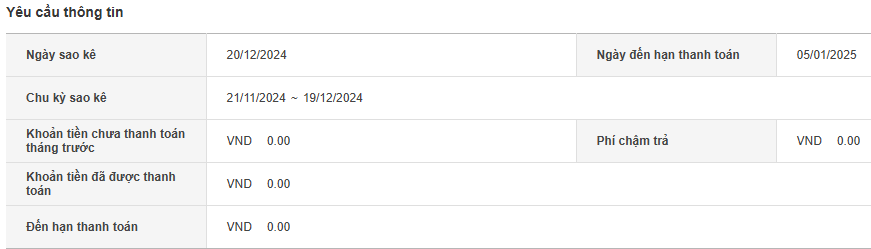 Yêu cầu thông tin
Ngày sao kê 20/12/2024 Ngày đến hạn thanh toán 05/01/2025
Chu kỳ sao kê 21/11/2024 ~ 19/12/2024
Khoản tiền chưa thanh toán
tháng trước
VND 0.00 Phí chậm trả VND 0.00
Khoản tiền đã được thanh
toán
VND 0.00
Đến hạn thanh toán VND 0.00